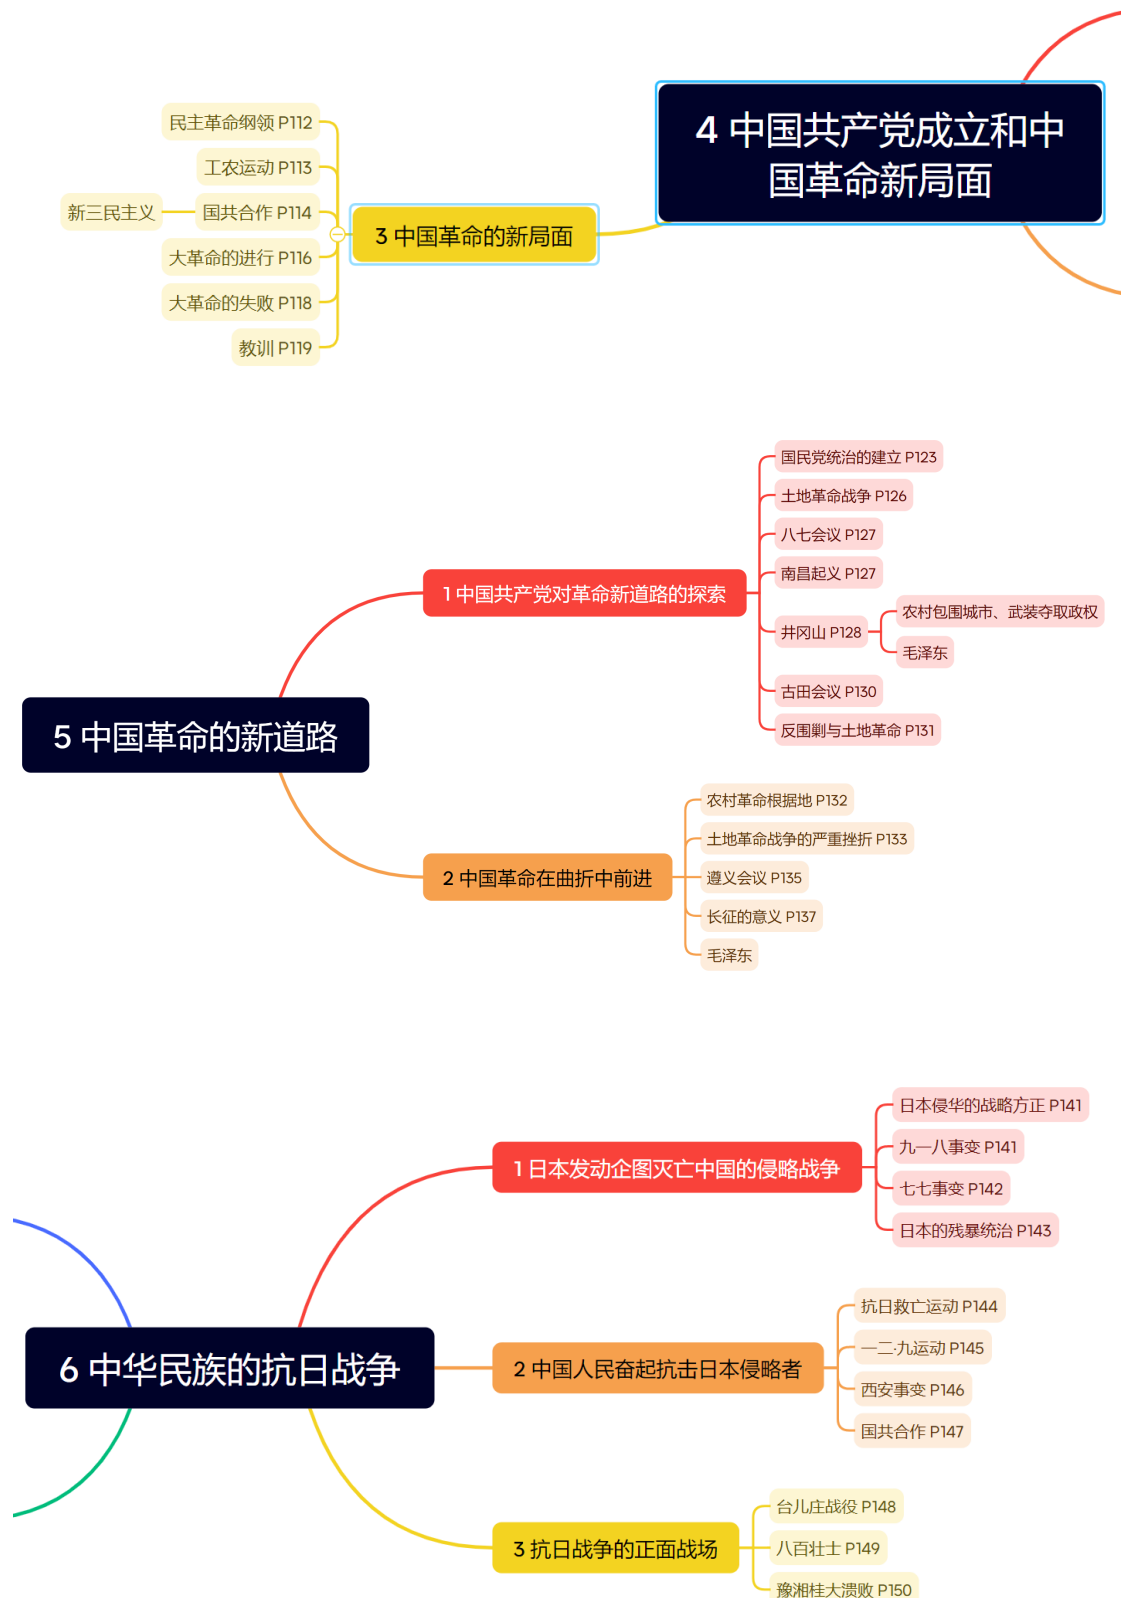 4 中国共产党成立和中
国革命新局面
3 中国革命的新局面
民主革命纲领 P112
工农运动 P113
国共合作 P114
新三民主义
大革命的进行 P116
大革命的失败 P118
教训 P119
5 中国革命的新道路
1 中国共产党对革命新道路的探索
国民党统治的建立 P123
土地革命战争 P126
八七会议 P127
南昌起义 P127
井冈山 P128
农村包围城市、武装夺取政权
毛泽东
古田会议 P130
反围剿与土地革命 P131
2 中国革命在曲折中前进
农村革命根据地 P132
土地革命战争的严重挫折 P133
遵义会议 P135
长征的意义 P137
毛泽东
6 中华民族的抗日战争
1 日本发动企图灭亡中国的侵略战争
日本侵华的战略方正 P141
九一八事变 P141
七七事变 P142
日本的残暴统治 P143
2 中国人民奋起抗击日本侵略者
抗日救亡运动 P144
一二·九运动 P145
西安事变 P146
国共合作 P147
3 抗日战争的正面战场
台儿庄战役 P148
八百壮士 P149
豫湘桂大溃败 P150